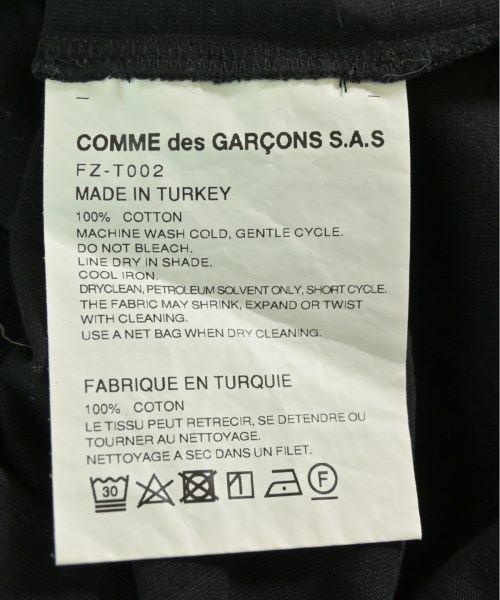 COMME des GARÇONS S.A.S
FZ-T002
MADE IN TURKEY
100% COTTON
MACHINE WASH COLD, GENTLE CYCLE.
DO NOT BLEACH.
LINE DRY IN SHADE.
COOL IRON.
DRYCLEAN, PETROLEUM SOLVENT ONLY, SHORT CYCLE.
THE FABRIC MAY SHRINK, EXPAND OR TWIST
WITH CLEANING.
USE A NET BAG WHEN DRY CLEANING.
FABRIQUE EN TURQUIE
100% COTON
LE TISSU PEUT RETRECIR, SE DETENDRE OU
TOURNER AU NETTOYAGE.
NETTOYAGE A SEC DANS UN FILET.
30 F